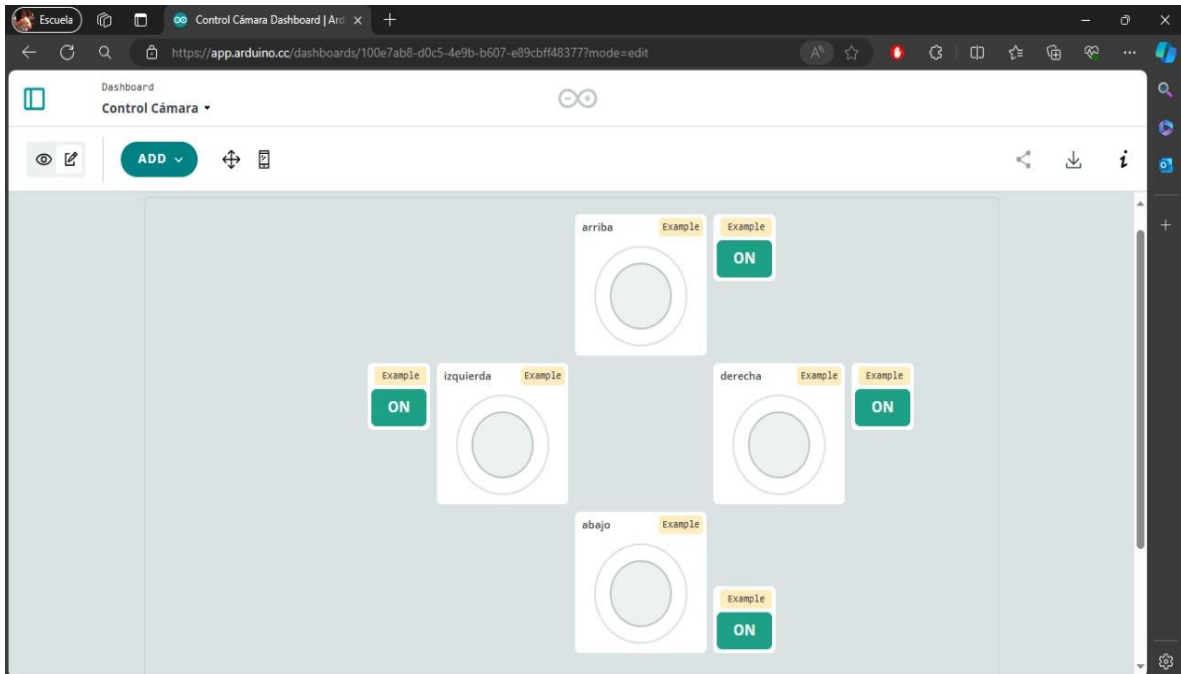 Escuela
Control Cámara Dashboard | Ard
https://app.arduino.cc/dashboards/100e7ab8-d0c5-4e9b-b607-e89cbff48377?mode=edit
Dashboard
Control Cámara
ADD
arriba Example Example
ON
Example izquierda Example derecha Example Example
ON ON
abajo Example
Example
ON